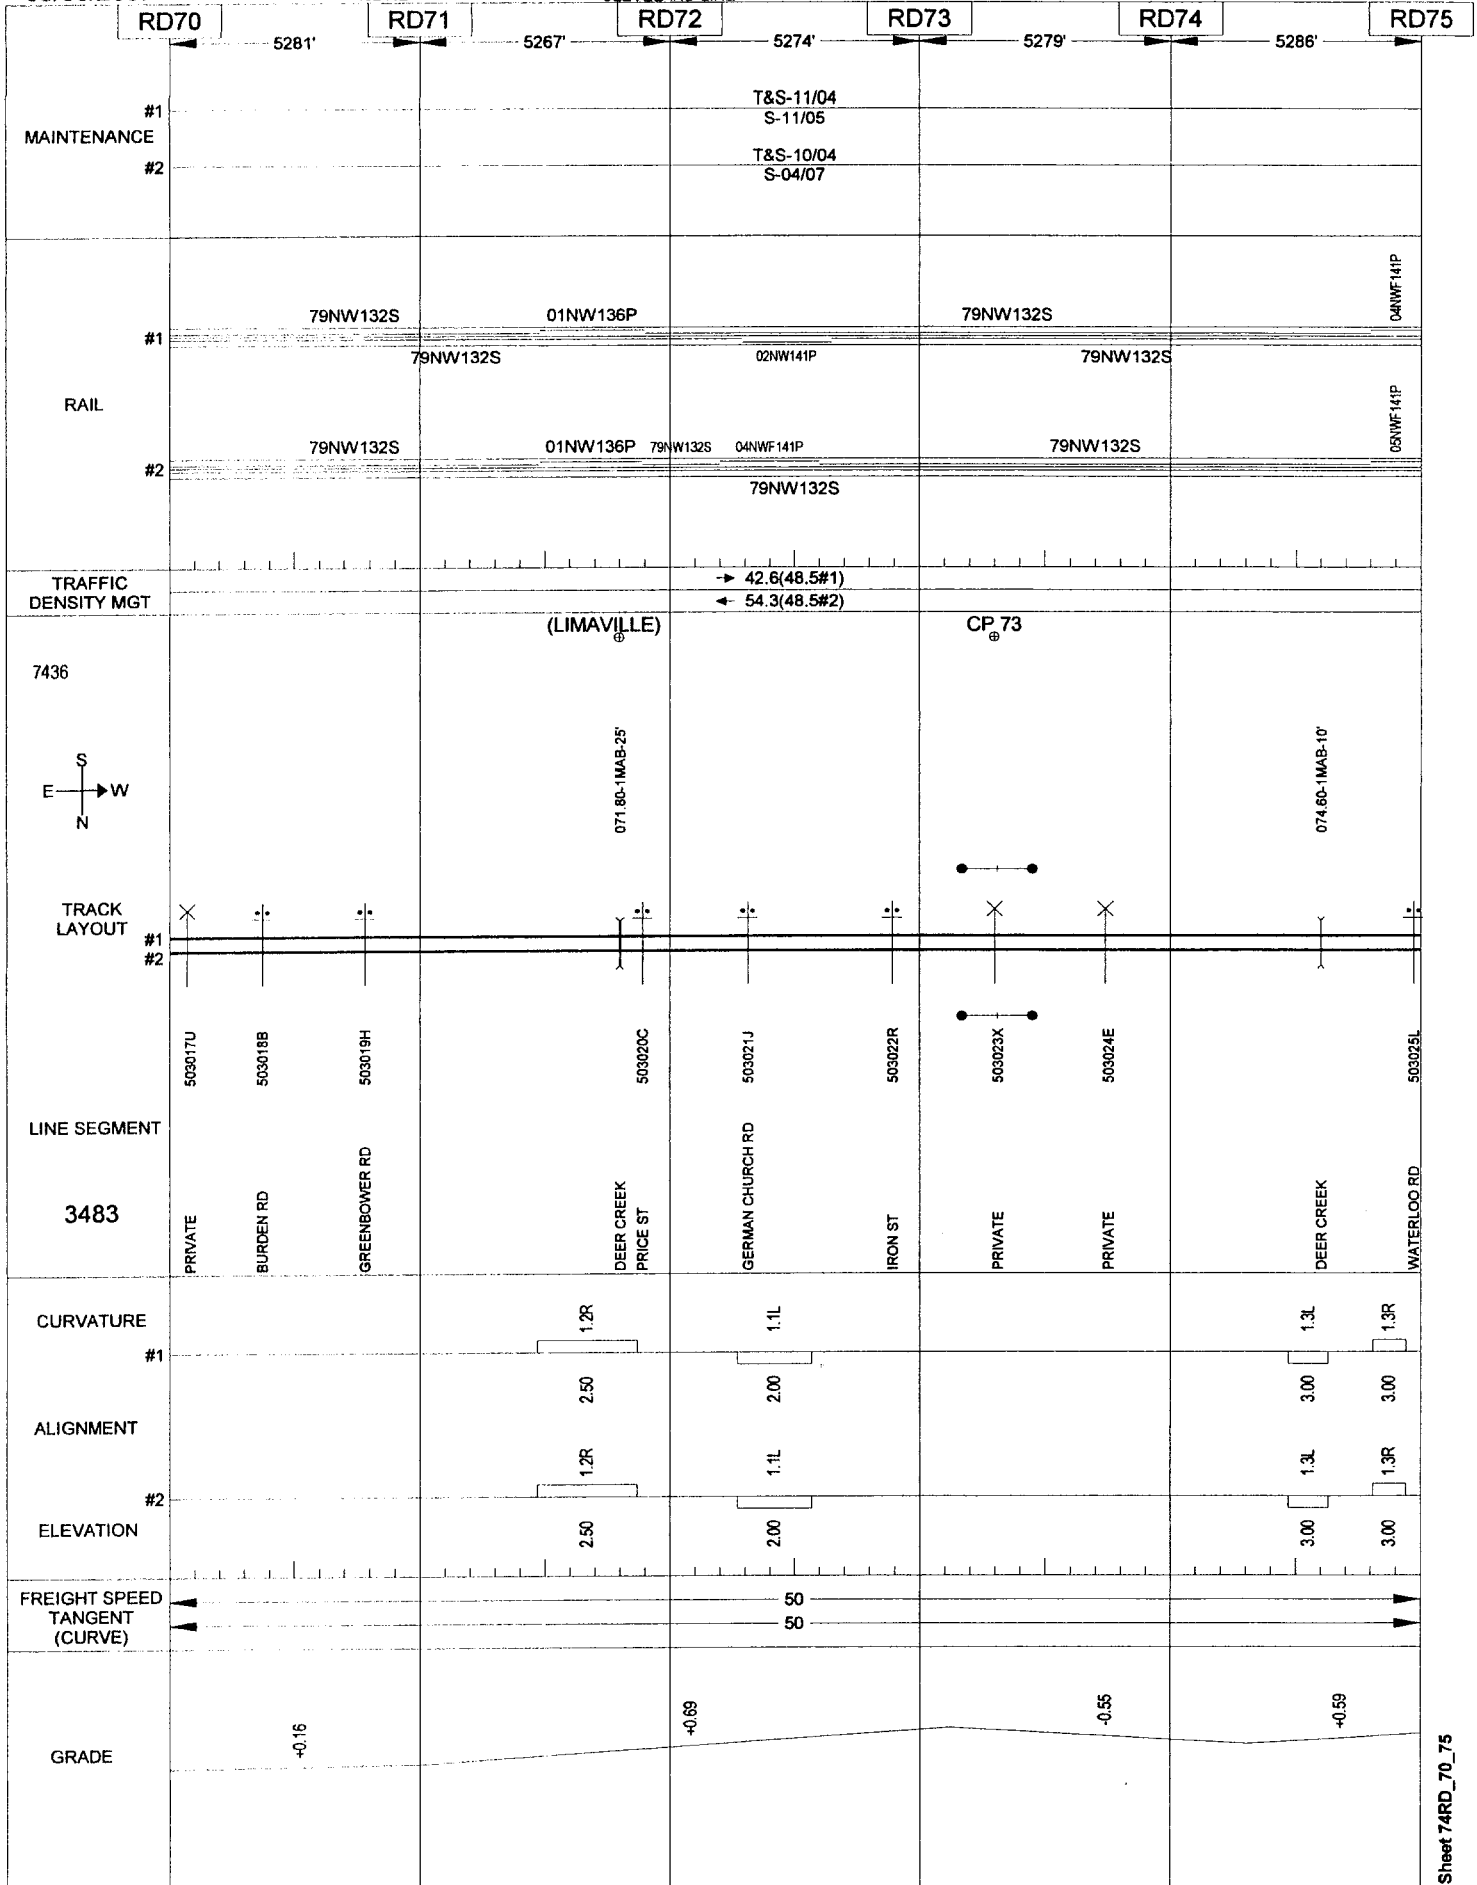 RD70 RD71 RD72 RD73 RD74 RD75
5281' 5267' 5274' 5279' 5286'
MAINTENANCE
#1
T&S-11/04
S-11/05
#2
T&S-10/04
S-04/07
RAIL
04NWF141P
79NW132S 01NW136P 79NW132S
#1
79NW132S 02NW141P 79NW132S
05NWF141P
79NW132S 01NW136P 79NW132S 04NWF141P 79NW132S
#2
79NW132S
TRAFFIC
DENSITY MGT
→ 42.6(48.5#1)
← 54.3(48.5#2)
(LIMAVILLE) CP 73
7436
S
E W
N
071.80-1MAB-25'
074.60-1MAB-10'
TRACK
LAYOUT
#1
#2
503017U
503018B
503019H
503020C
503021J
503022R
503023X
503024E
503025L
LINE SEGMENT
3483
PRIVATE
BURDEN RD
GREENBOWER RD
DEER CREEK
PRICE ST
GERMAN CHURCH RD
IRON ST
PRIVATE
PRIVATE
DEER CREEK
WATERLOO RD
CURVATURE
1.2R 1.1L 1.3L 1.3R
#1
2.50 2.00 3.00 3.00
ALIGNMENT
1.2R 1.1L 1.3L 1.3R
#2
2.50 2.00 3.00 3.00
ELEVATION
FREIGHT SPEED
TANGENT
(CURVE)
50
50
GRADE
+0.16
+0.69
-0.55
+0.59
Sheet 74RD_70_75